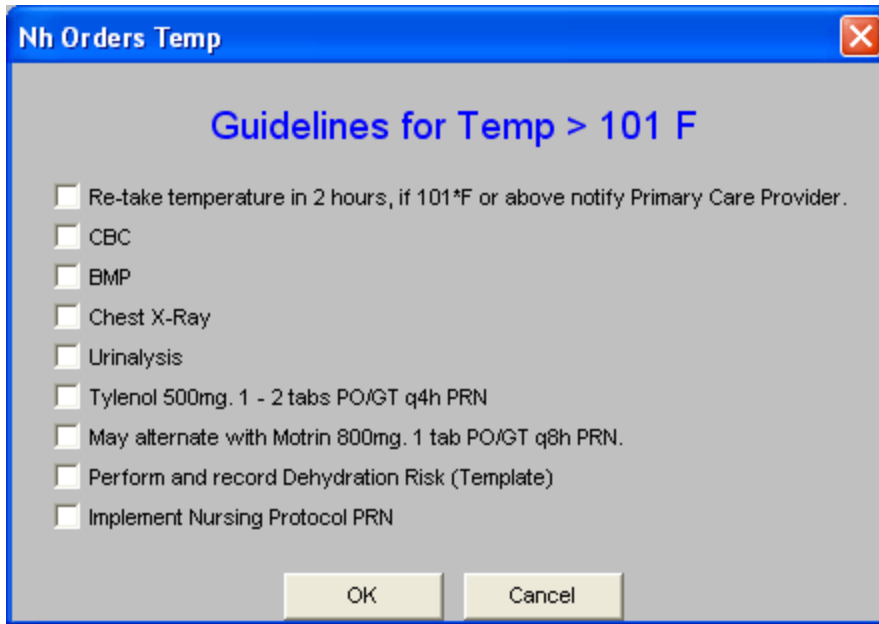 Nh Orders Temp
Guidelines for Temp > 101 F
Re-take temperature in 2 hours, if 101*F or above notify Primary Care Provider.
CBC
BMP
Chest X-Ray
Urinalysis
Tylenol 500mg. 1 - 2 tabs PO/GT q4h PRN
May alternate with Motrin 800mg. 1 tab PO/GT q8h PRN.
Perform and record Dehydration Risk (Template)
Implement Nursing Protocol PRN
OK Cancel